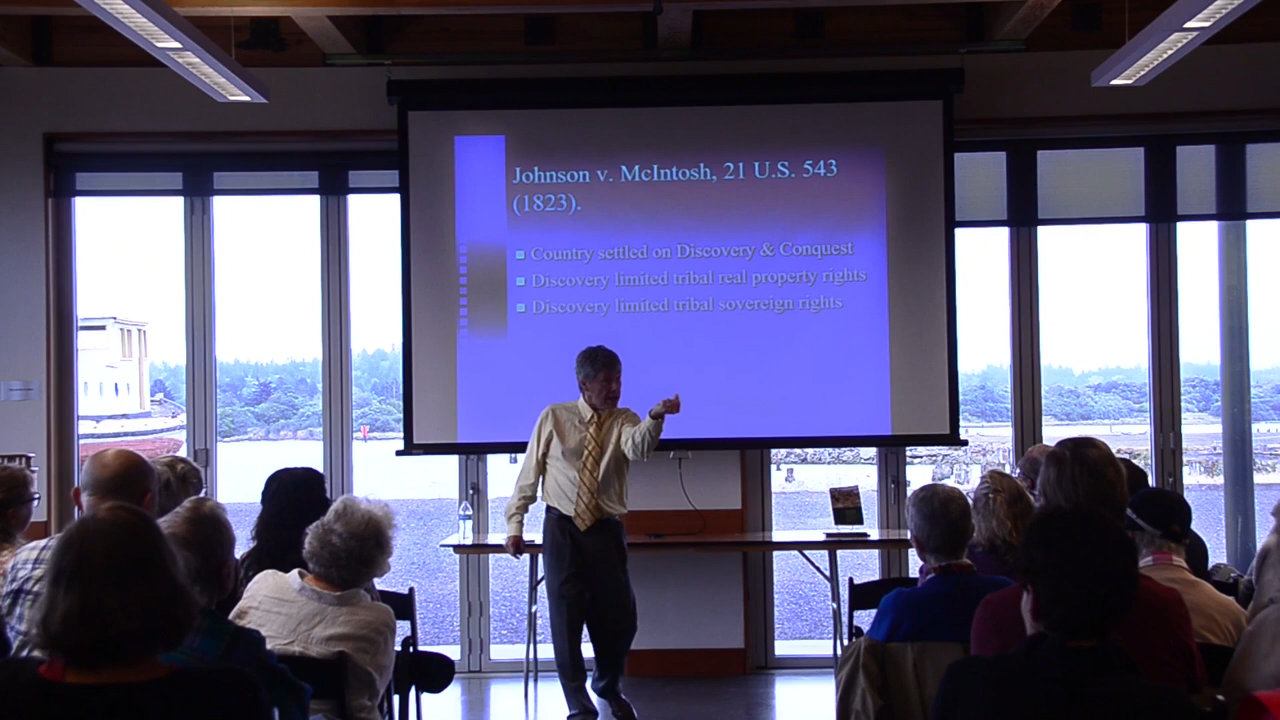 Johnson v. McIntosh, 21 U.S. 543
(1823).
Country settled on Discovery & Conquest
Discovery limited tribal real property rights
Discovery limited tribal sovereign rights